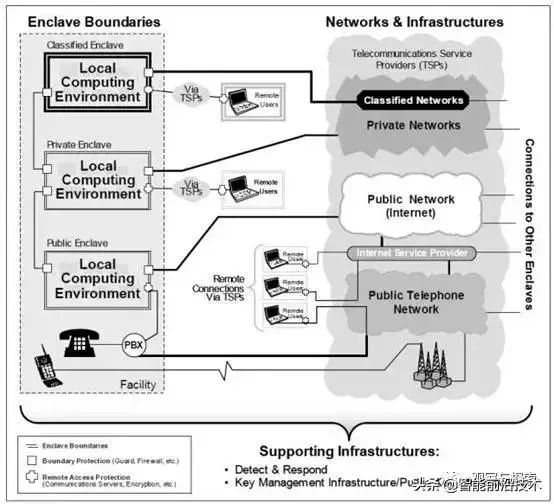 Enclave Boundaries
Networks & Infrastructures
Classified Enclave
Local
Computing
Environment
Via
TSPs
Remote
Users
Private Enclave
Local
Computing
Environment
Via
TSPs
Remote
Users
Public Enclave
Local
Computing
Environment
PBX
Facility
Telecommunications Service
Providers (TSPs)
Classified Networks
Private Networks
Public Network
(Internet)
Internet Service Provider
Public Telephone
Network
Connections to Other Enclaves
Remote
Connections
Via TSPs
Remote
Users
Remote
Users
Remote
Users
Enclave Boundaries
Boundary Protection (Guard, Firewall, etc.)
Remote Access Protection
(Communications Servers, Encryption, etc.)
Supporting Infrastructures:
• Detect & Respond
• Key Management Infrastructure/
头条 @智能前沿技术